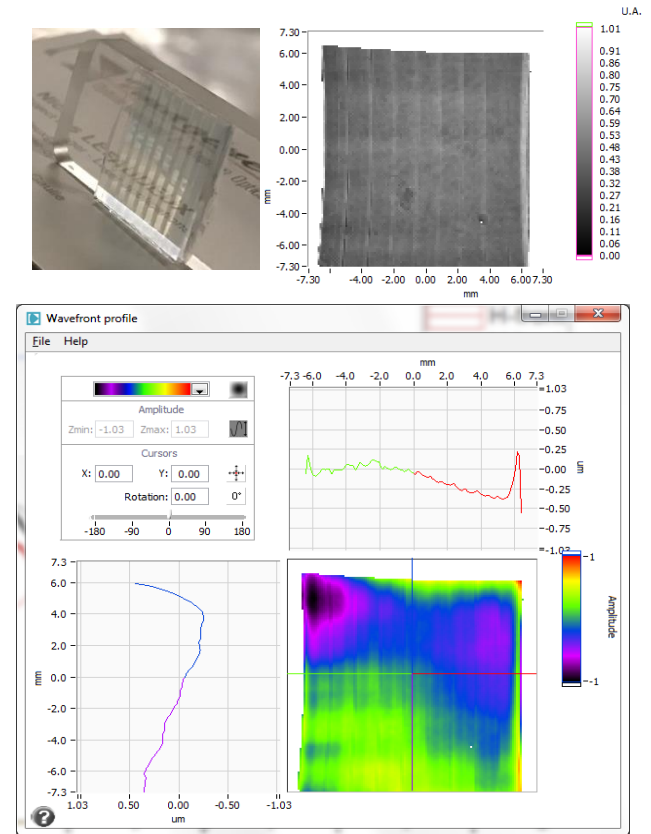 U.A.
7.30
6.00
4.00
2.00
0.00
-2.00
-4.00
-6.00
-7.30
mm
-7.30 -4.00 -2.00 0.00 2.00 4.00 6.007.30
mm
1.01
0.91
0.86
0.80
0.75
0.70
0.64
0.59
0.53
0.48
0.43
0.38
0.32
0.27
0.21
0.16
0.11
0.06
0.00
Wavefront profile
File Help
Amplitude
Zmin: -1.03 Zmax: 1.03
Cursors
X: 0.00 Y: 0.00
Rotation: 0.00 0°
-180 -90 0 90 180
mm
-7.3 -6.0 -4.0 -2.0 0.0 2.0 4.0 6.0 7.3
1.03
0.75
0.50
0.25
0.00
-0.25
-0.50
-0.75
-1.03
um
7.3
6.0
4.0
2.0
0.0
-2.0
-4.0
-6.0
-7.3
mm
1.03 0.50 0.00 -0.50 -1.03
um
1
-1
Amplitude
?